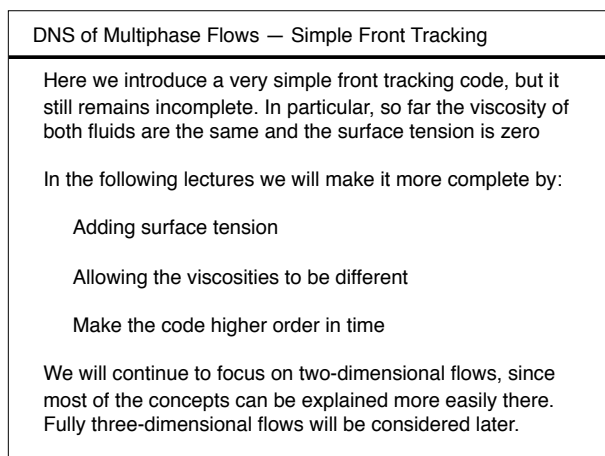 DNS of Multiphase Flows — Simple Front Tracking
Here we introduce a very simple front tracking code, but it
still remains incomplete. In particular, so far the viscosity of
both fluids are the same and the surface tension is zero
In the following lectures we will make it more complete by:
Adding surface tension
Allowing the viscosities to be different
Make the code higher order in time
We will continue to focus on two-dimensional flows, since
most of the concepts can be explained more easily there.
Fully three-dimensional flows will be considered later.